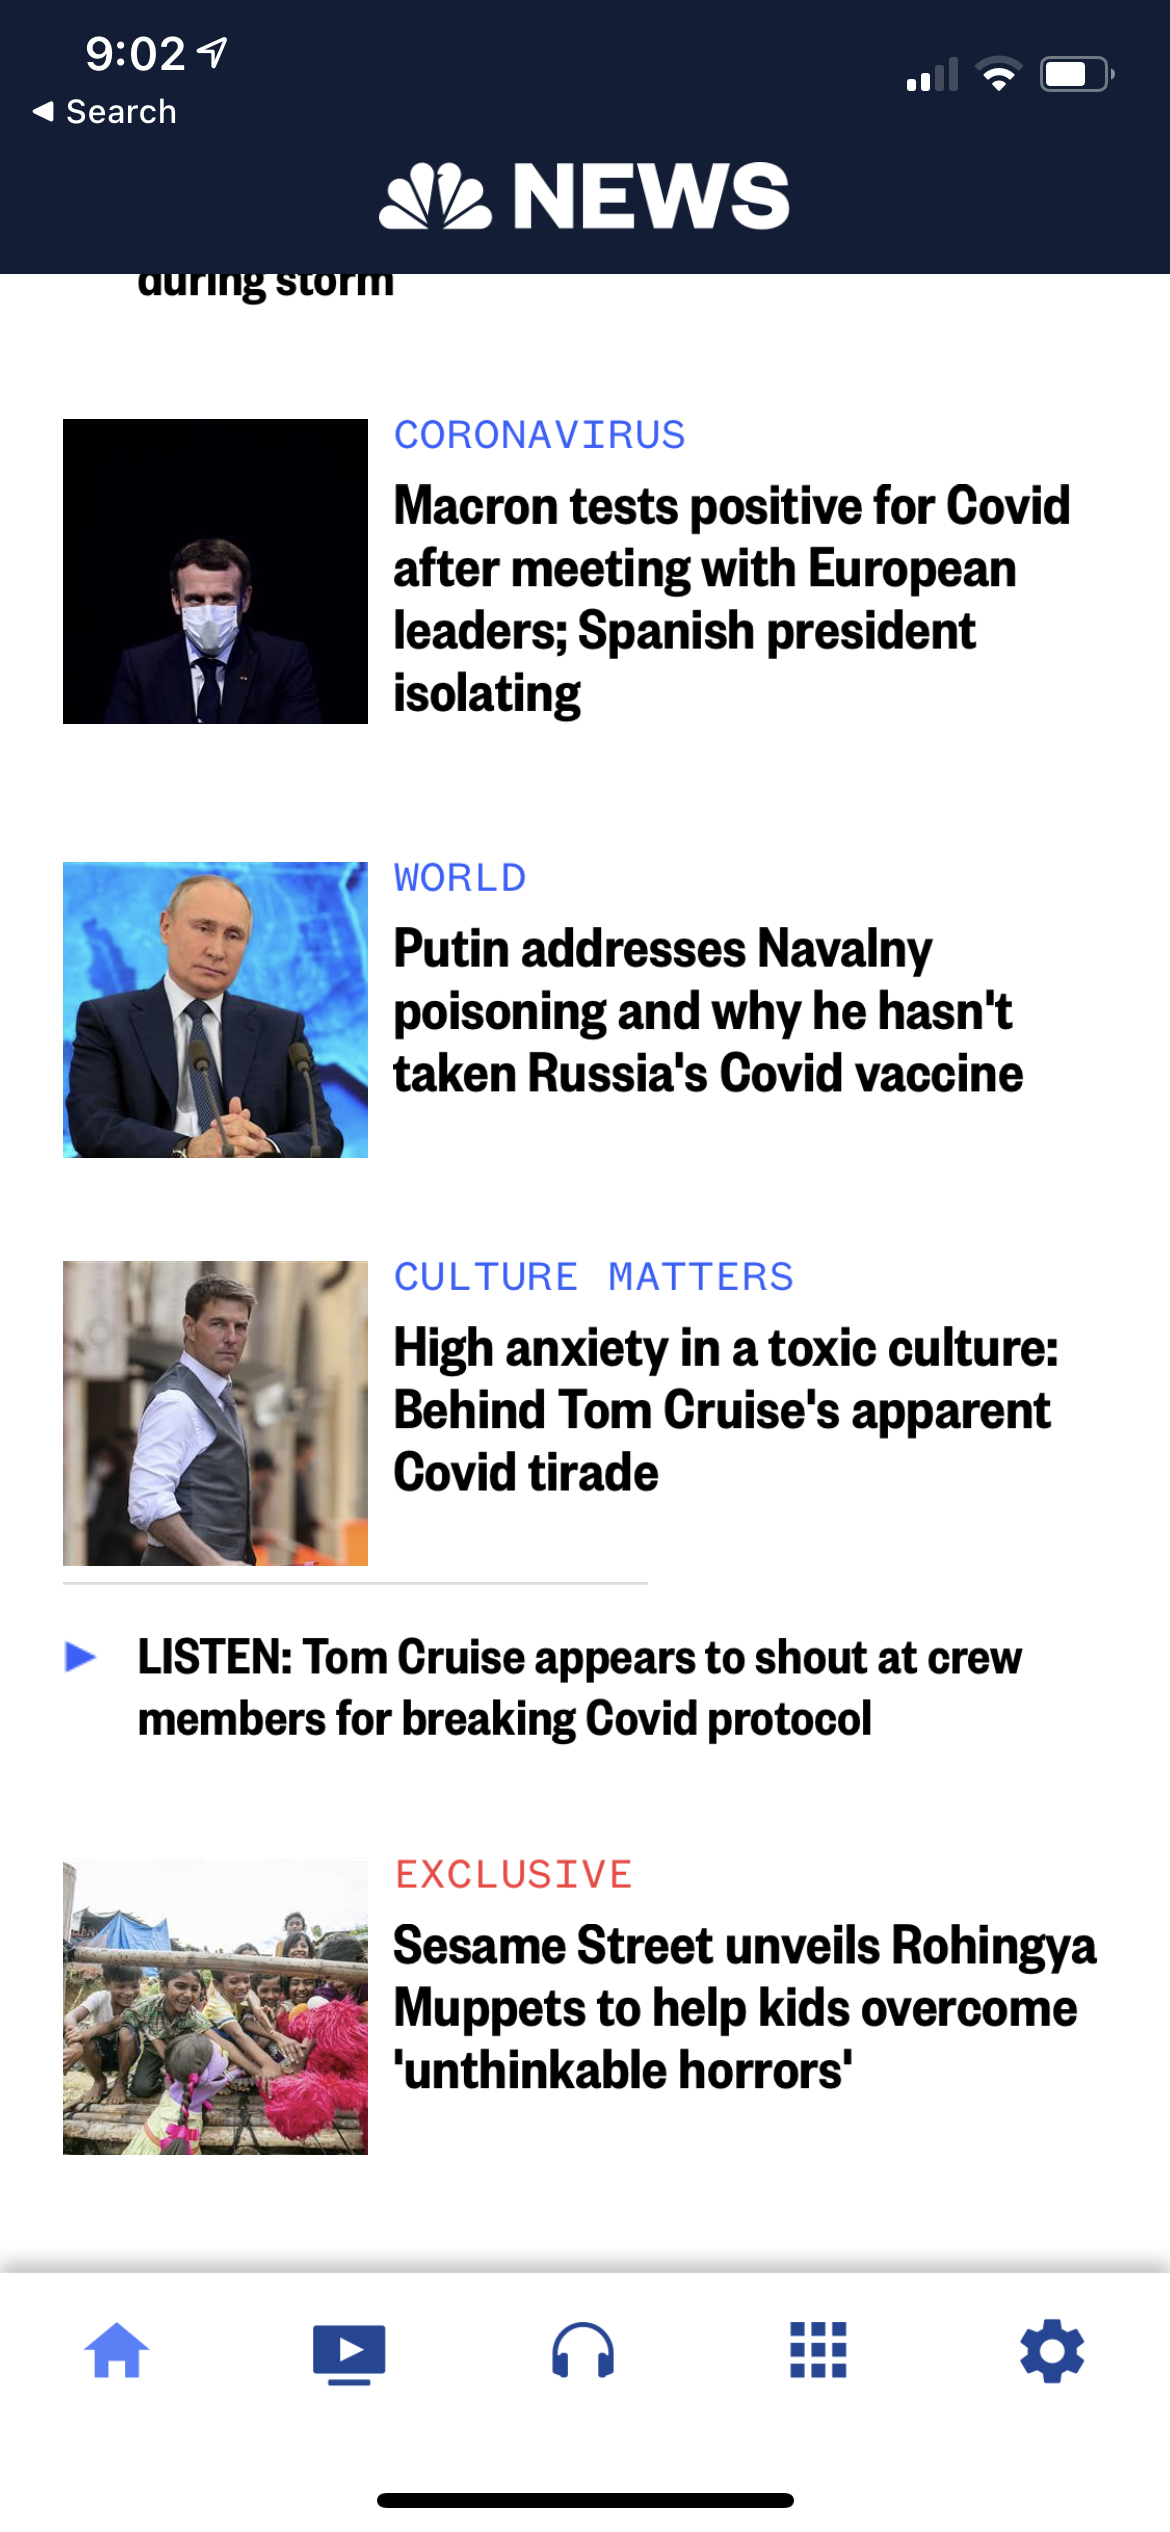 9:02
Search
NEWS
during storm
CORONAVIRUS
Macron tests positive for Covid
after meeting with European
leaders; Spanish president
isolating
WORLD
Putin addresses Navalny
poisoning and why he hasn't
taken Russia's Covid vaccine
CULTURE MATTERS
High anxiety in a toxic culture:
Behind Tom Cruise's apparent
Covid tirade
LISTEN: Tom Cruise appears to shout at crew
members for breaking Covid protocol
EXCLUSIVE
Sesame Street unveils Rohingya
Muppets to help kids overcome
'unthinkable horrors'